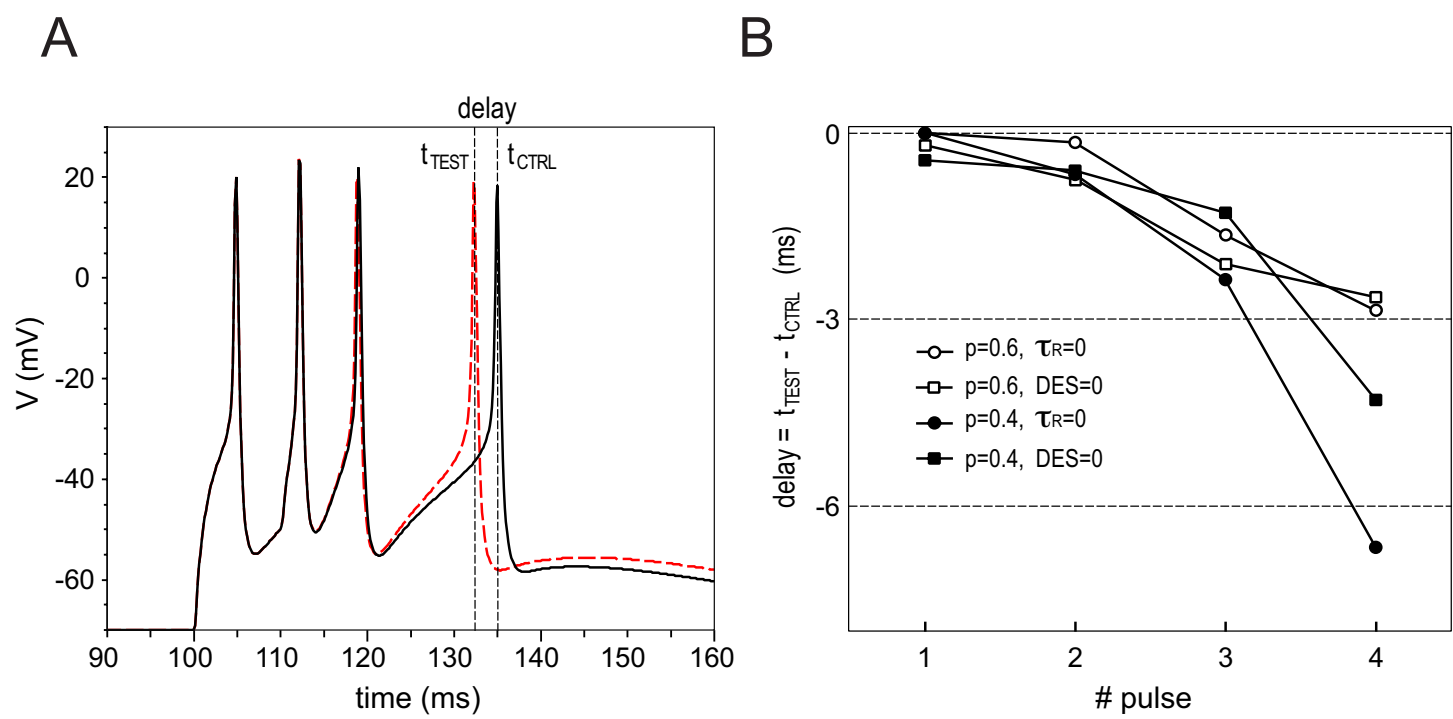 A
delay
tTEST
tCTRL
V (mV)
20
0
-20
-40
-60
90
100
110
120
130
140
150
160
time (ms)
B
delay = tTEST - tCTRL (ms)
0
-3
-6
p=0.6, τR=0
p=0.6, DES=0
p=0.4, τR=0
p=0.4, DES=0
1
2
3
4
# pulse